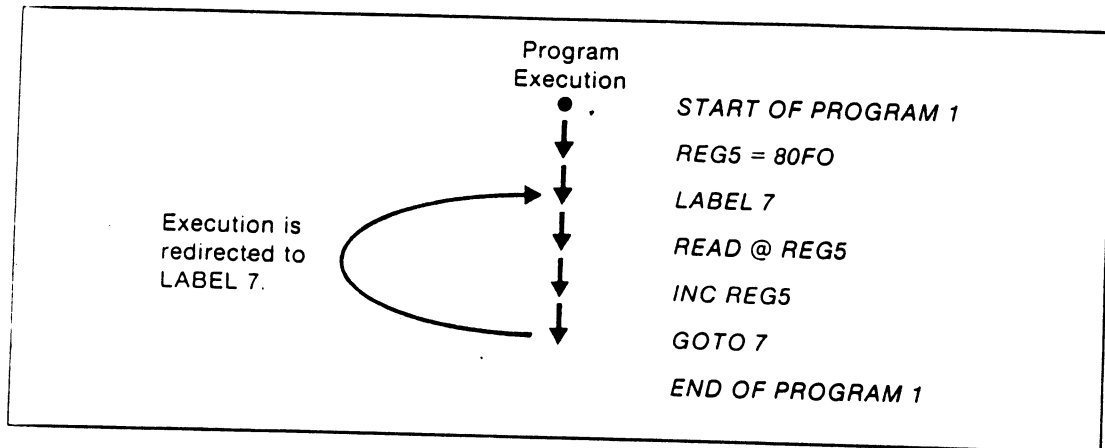 Program
Execution
START OF PROGRAM 1
REG5 = 80FO
LABEL 7
Execution is
redirected to
LABEL 7.
READ @ REG5
INC REG5
GOTO 7
END OF PROGRAM 1